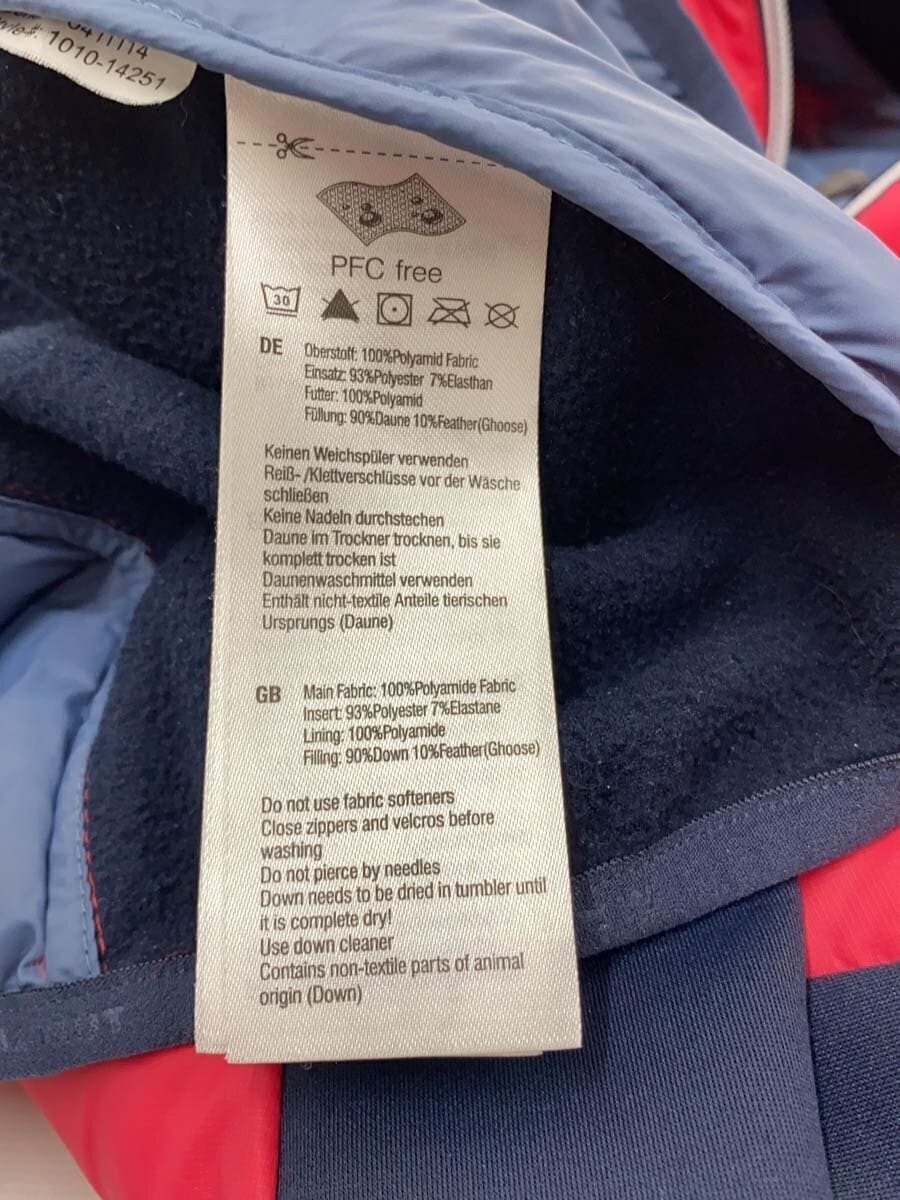 1010-14251
PFC free
30
DE Oberstoff: 100%Polyamid Fabric
Einsatz: 93%Polyester 7%Elasthan
Futter: 100%Polyamid
Füllung: 90%Daune 10%Feather(Ghoose)
Keinen Weichspüler verwenden
Reiß- /Klettverschlüsse vor der Wäsche
schließen
Keine Nadeln durchstechen
Daune im Trockner trocknen, bis sie
komplett trocken ist
Daunenwaschmittel verwenden
Enthält nicht-textile Anteile tierischen
Ursprungs (Daune)
GB Main Fabric: 100%Polyamide Fabric
Insert: 93%Polyester 7%Elastane
Lining: 100%Polyamide
Filling: 90%Down 10%Feather(Ghoose)
Do not use fabric softeners
Close zippers and velcros before
washing
Do not pierce by needles
Down needs to be dried in tumbler until
it is complete dry!
Use down cleaner
Contains non-textile parts of animal
origin (Down)